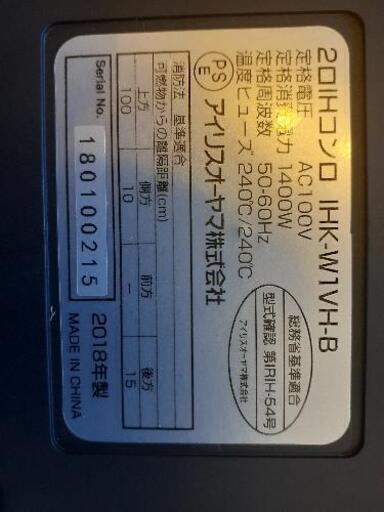 2口IHコンロ IHK-W1VH-B
定格電圧 AC100V
定格消費電力 1400W
定格周波数 50-60Hz
温度ヒューズ 240℃/240℃
総務省基準適合
型式確認 第IRIH-54号
アイリスオーヤマ株式会社
PS
E
アイリスオーヤマ株式会社
消防法 基準適合
可燃物からの離隔距離(cm)
上方 側方 前方 後方
100 10 - 15
2018年製
Serial No. 180100215 MADE IN CHINA